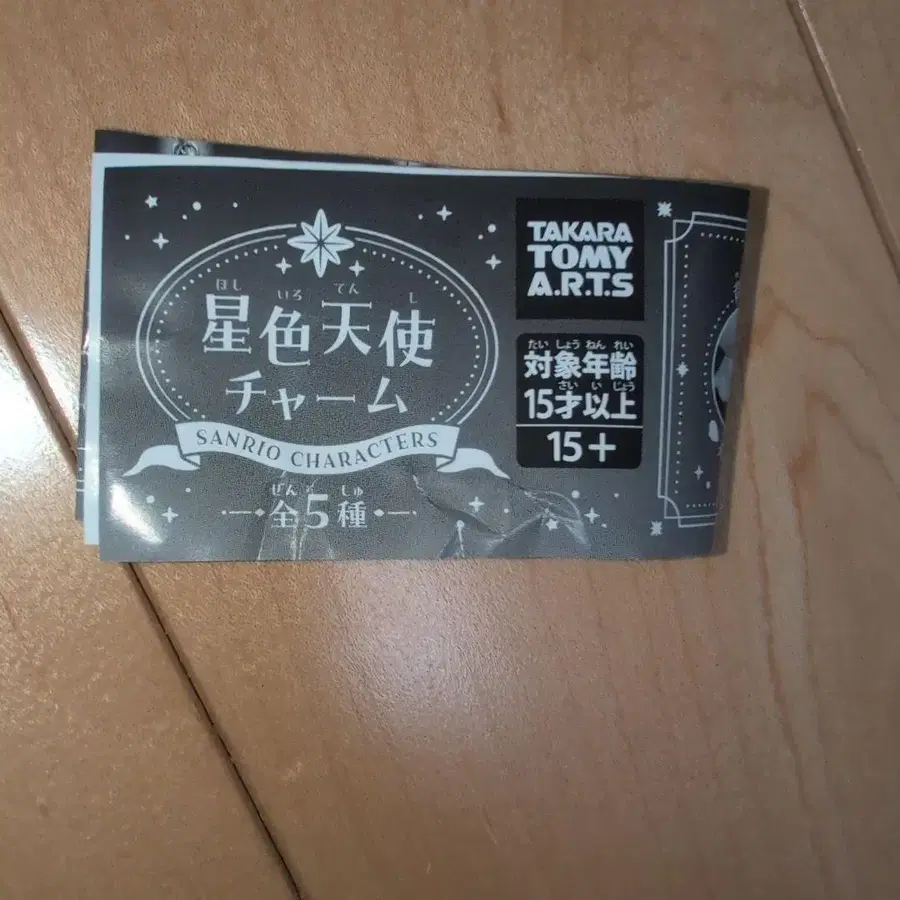 ほし いろ てん し
星色天使
チャーム
SANRIO CHARACTERS
ぜん しゅ
全5種
TAKARA
TOMY
A.R.T.S
たい しょう ねん れい
対象年齢
さい い じょう
15才以上
15+